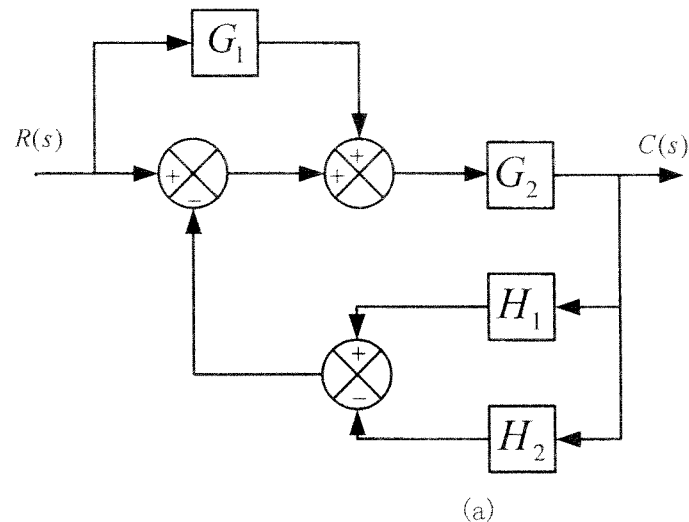 G₁
R(s)
C(s)
+
−
+
+
G₂
H₁
+
−
H₂
(a)